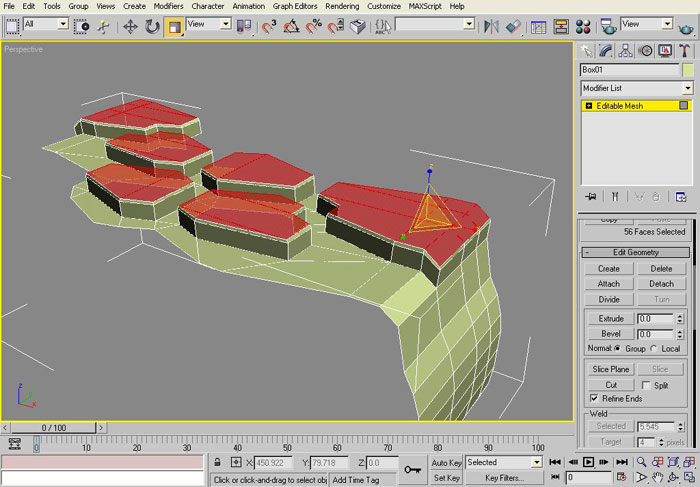 File Edit Tools Group Views Create Modifiers Character Animation Graph Editors Rendering Customize MAXScript Help
All View 3 % ABC View
Perspective
Box01
Modifier List
Editable Mesh
Copy
56 Faces Selected
- Edit Geometry
Create Delete
Attach Detach
Divide Turn
Extrude 0.0
Bevel 0.0
Normal: Group Local
Slice Plane Slice
Cut Split
Refine Ends
Weld
Selected 5.545
Target 4 pixels
z
z
x
< 0 / 100 >
0 10 20 30 40 50 60 70 80 90 100
X: 450.922 Y: 79.718 Z: 0.0 Auto Key Selected
Click or click-and-drag to select obj Add Time Tag Set Key Key Filters... 0